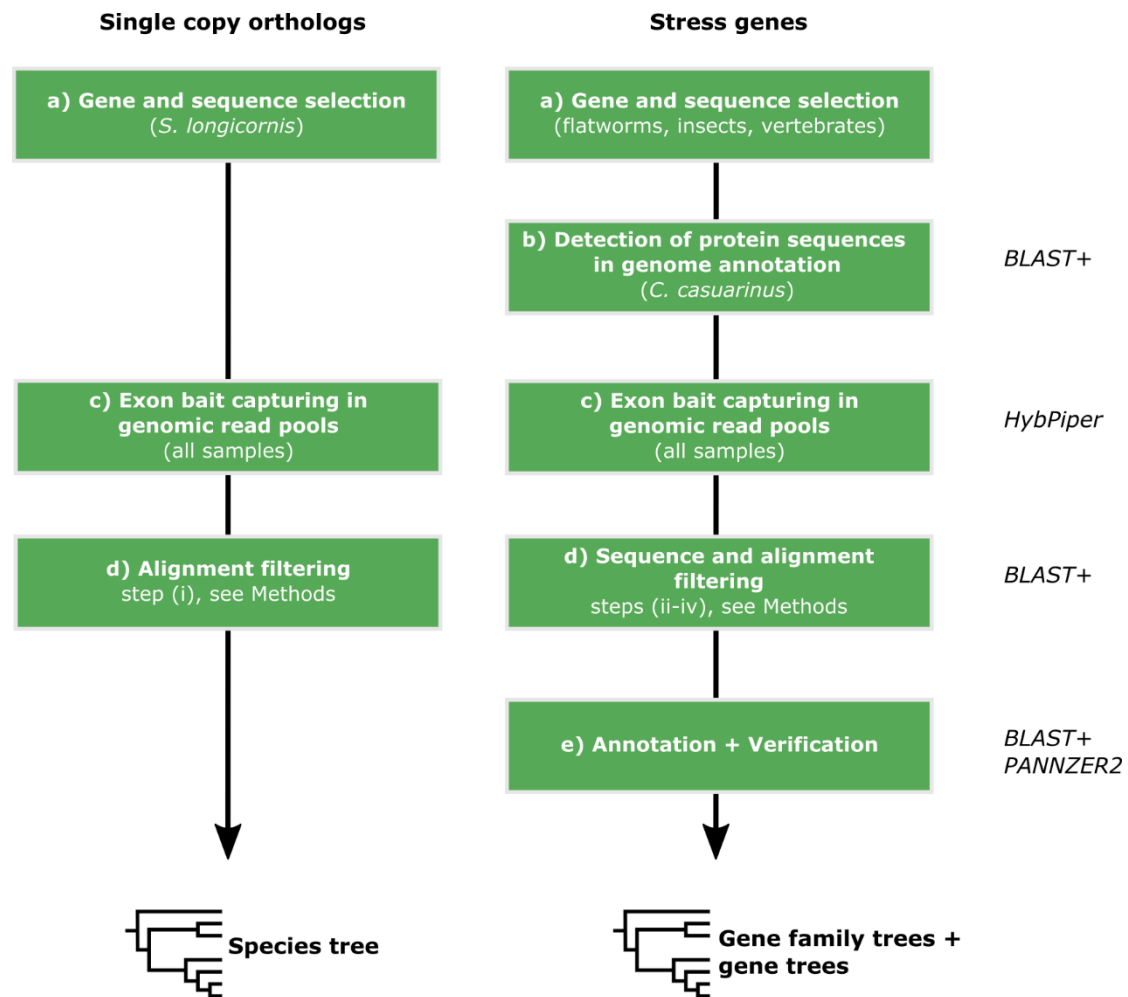 Single copy orthologs
Stress genes
a) Gene and sequence selection
(S. longicornis)
a) Gene and sequence selection
(flatworms, insects, vertebrates)
b) Detection of protein sequences
in genome annotation
(C. casuarinus)
BLAST+
c) Exon bait capturing in
genomic read pools
(all samples)
c) Exon bait capturing in
genomic read pools
(all samples)
HybPiper
d) Alignment filtering
step (i), see Methods
d) Sequence and alignment
filtering
steps (ii-iv), see Methods
BLAST+
e) Annotation + Verification
BLAST+
PANNZER2
Species tree
Gene family trees +
gene trees